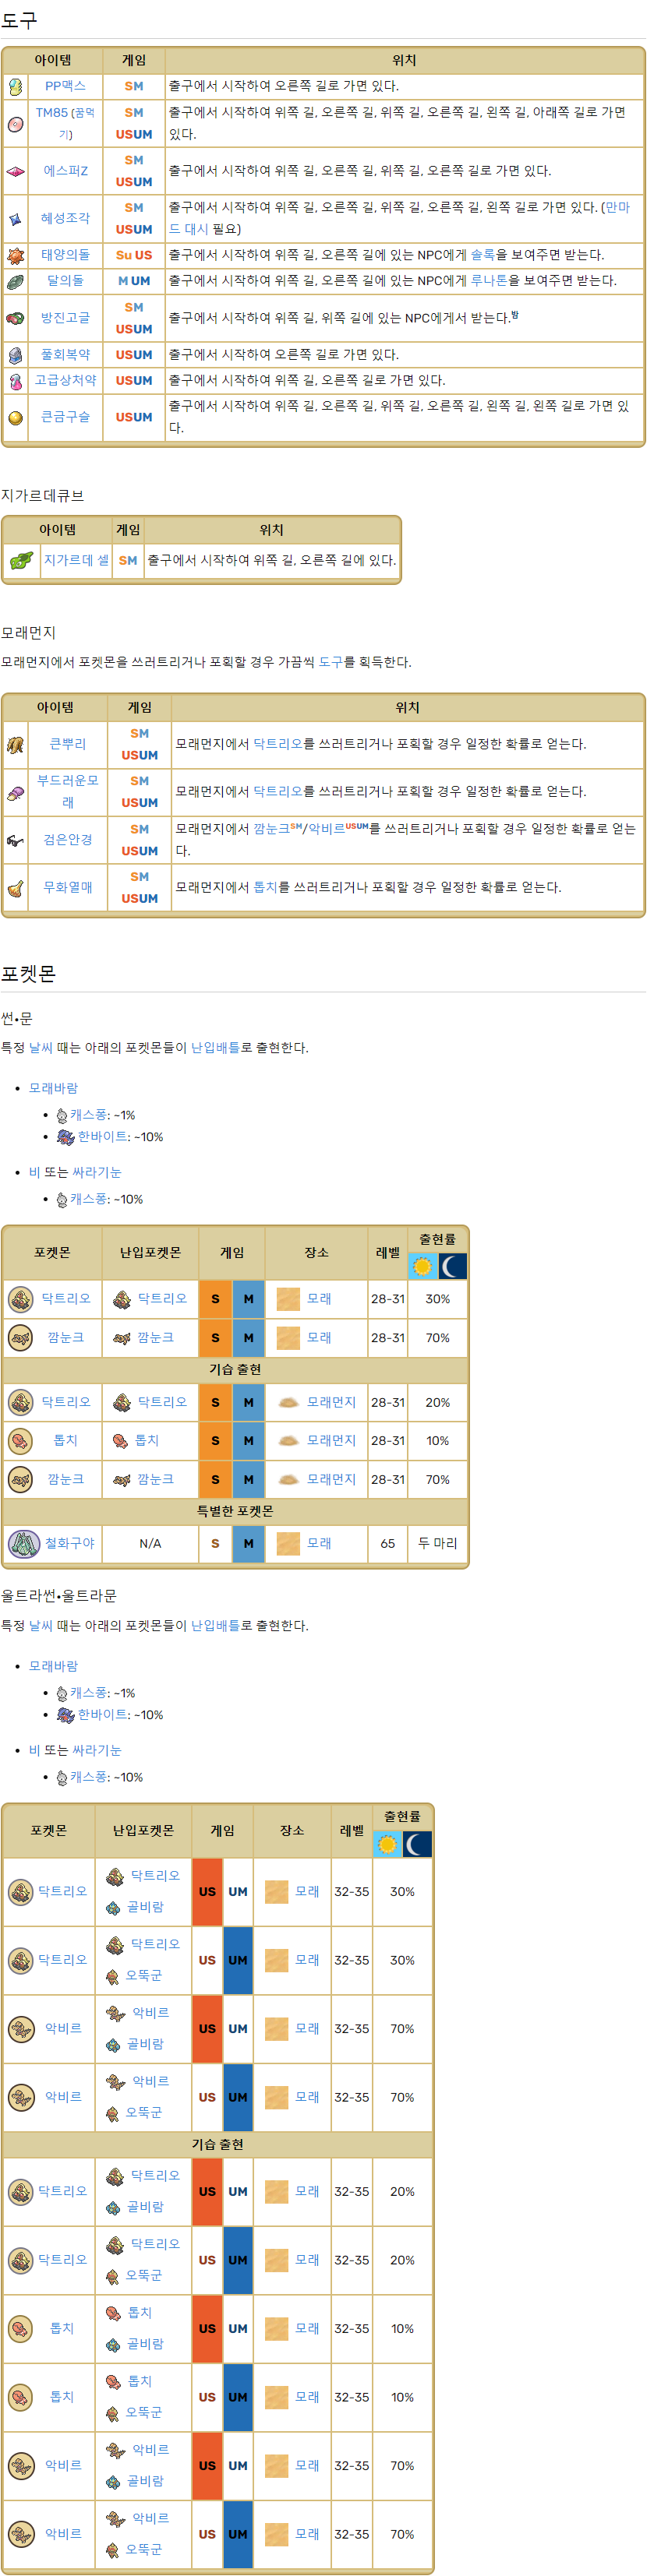 도구
아이템 게임 위치
PP맥스 SM 출구에서 시작하여 오른쪽 길로 가면 있다.
TM85 (꿈먹
기) SM
USUM 출구에서 시작하여 위쪽 길, 오른쪽 길, 위쪽 길, 오른쪽 길, 왼쪽 길, 아래쪽 길로 가면
있다.
에스퍼Z SM
USUM 출구에서 시작하여 위쪽 길, 오른쪽 길, 위쪽 길, 오른쪽 길로 가면 있다.
혜성조각 SM
USUM 출구에서 시작하여 위쪽 길, 오른쪽 길, 위쪽 길, 오른쪽 길, 왼쪽 길로 가면 있다. (만마
드 대시 필요)
태양의돌 Su US 출구에서 시작하여 위쪽 길, 오른쪽 길에 있는 NPC에게 솔록을 보여주면 받는다.
달의돌 M UM 출구에서 시작하여 위쪽 길, 오른쪽 길에 있는 NPC에게 루나톤을 보여주면 받는다.
방진고글 SM
USUM 출구에서 시작하여 위쪽 길, 위쪽 길에 있는 NPC에게서 받는다.밤
풀회복약 USUM 출구에서 시작하여 오른쪽 길로 가면 있다.
고급상처약 USUM 출구에서 시작하여 위쪽 길, 오른쪽 길로 가면 있다.
큰금구슬 USUM 출구에서 시작하여 위쪽 길, 오른쪽 길, 위쪽 길, 오른쪽 길, 왼쪽 길, 왼쪽 길로 가면 있
다.
지가르데큐브
아이템 게임 위치
지가르데 셀 SM 출구에서 시작하여 위쪽 길, 오른쪽 길에 있다.
모래먼지
모래먼지에서 포켓몬을 쓰러트리거나 포획할 경우 가끔씩 도구를 획득한다.
아이템 게임 위치
큰뿌리 SM
USUM 모래먼지에서 닥트리오를 쓰러트리거나 포획할 경우 일정한 확률로 얻는다.
부드러운모
래 SM
USUM 모래먼지에서 닥트리오를 쓰러트리거나 포획할 경우 일정한 확률로 얻는다.
검은안경 SM
USUM 모래먼지에서 깜눈크SM/악비르USUM를 쓰러트리거나 포획할 경우 일정한 확률로 얻는
다.
무화열매 SM
USUM 모래먼지에서 톱치를 쓰러트리거나 포획할 경우 일정한 확률로 얻는다.
포켓몬
썬•문
특정 날씨 때는 아래의 포켓몬들이 난입배틀로 출현한다.
• 모래바람
• 캐스퐁: ~1%
• 한바이트: ~10%
• 비 또는 싸라기눈
• 캐스퐁: ~10%
포켓몬 난입포켓몬 게임 장소 레벨 출현률
닥트리오 닥트리오 S M 모래 28-31 30%
깜눈크 깜눈크 S M 모래 28-31 70%
기습 출현
닥트리오 닥트리오 S M 모래먼지 28-31 20%
톱치 톱치 S M 모래먼지 28-31 10%
깜눈크 깜눈크 S M 모래먼지 28-31 70%
특별한 포켓몬
철화구야 N/A S M 모래 65 두 마리
울트라썬•울트라문
특정 날씨 때는 아래의 포켓몬들이 난입배틀로 출현한다.
• 모래바람
• 캐스퐁: ~1%
• 한바이트: ~10%
• 비 또는 싸라기눈
• 캐스퐁: ~10%
포켓몬 난입포켓몬 게임 장소 레벨 출현률
닥트리오 닥트리오
골비람 US UM 모래 32-35 30%
닥트리오 닥트리오
오뚝군 US UM 모래 32-35 30%
악비르 악비르
골비람 US UM 모래 32-35 70%
악비르 악비르
오뚝군 US UM 모래 32-35 70%
기습 출현
닥트리오 닥트리오
골비람 US UM 모래 32-35 20%
닥트리오 닥트리오
오뚝군 US UM 모래 32-35 20%
톱치 톱치
골비람 US UM 모래 32-35 10%
톱치 톱치
오뚝군 US UM 모래 32-35 10%
악비르 악비르
골비람 US UM 모래 32-35 70%
악비르 악비르
오뚝군 US UM 모래 32-35 70%